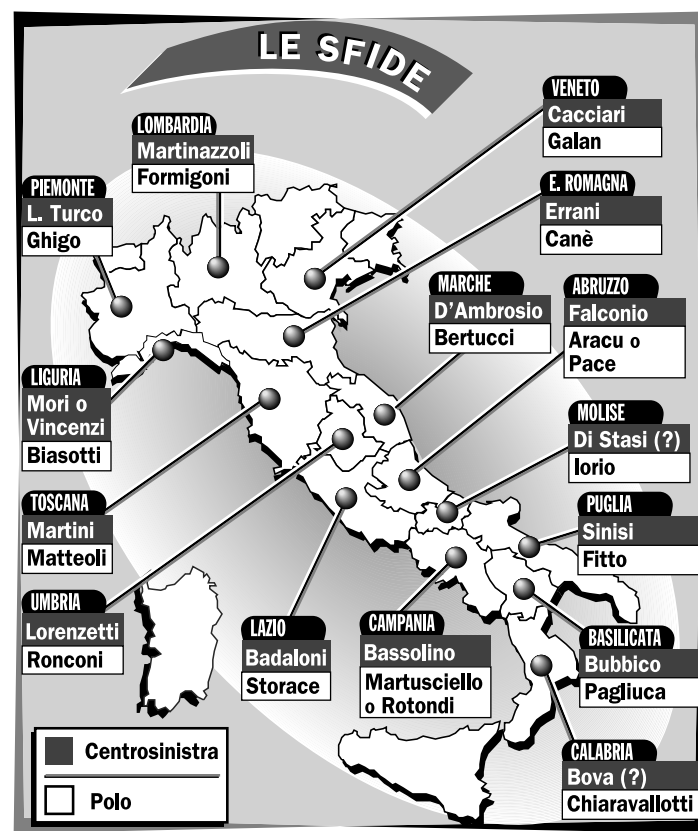 LE SFIDE
VENETO
Cacciari
Galan
LOMBARDIA
Martinazzoli
Formigoni
PIEMONTE
L. Turco
Ghigo
E. ROMAGNA
Errani
Canè
MARCHE
D'Ambrosio
Bertucci
ABRUZZO
Falconio
Aracu o
Pace
LIGURIA
Mori o
Vincenzi
Biasotti
MOLISE
Di Stasi (?)
Iorio
TOSCANA
Martini
Matteoli
PUGLIA
Sinisi
Fitto
UMBRIA
Lorenzetti
Ronconi
LAZIO
Badaloni
Storace
CAMPANIA
Bassolino
Martusciello
o Rotondi
BASILICATA
Bubbico
Pagliuca
CALABRIA
Bova (?)
Chiaravallotti
Centrosinistra
Polo